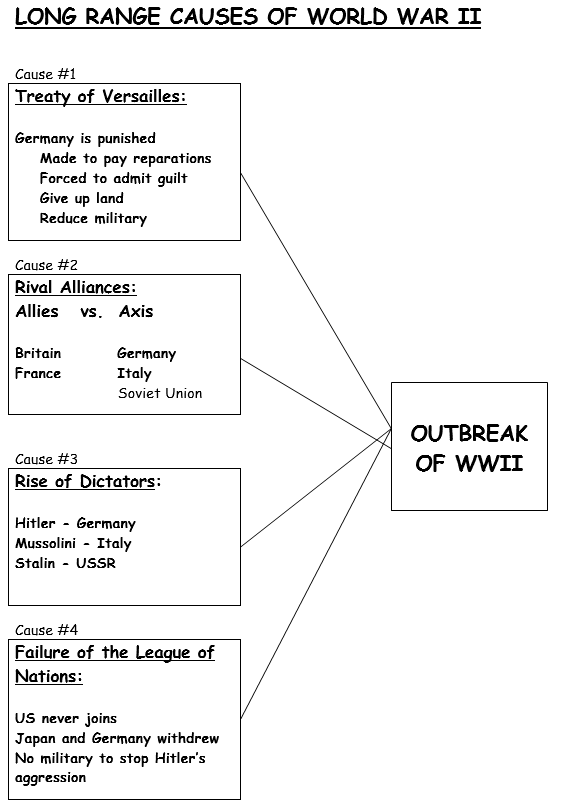 LONG RANGE CAUSES OF WORLD WAR II
Cause #1
Treaty of Versailles:
Germany is punished
Made to pay reparations
Forced to admit guilt
Give up land
Reduce military
Cause #2
Rival Alliances:
Allies vs. Axis
Britain Germany
France Italy
Soviet Union
Cause #3
Rise of Dictators:
Hitler - Germany
Mussolini - Italy
Stalin - USSR
Cause #4
Failure of the League of
Nations:
US never joins
Japan and Germany withdrew
No military to stop Hitler's
aggression
OUTBREAK
OF WWII